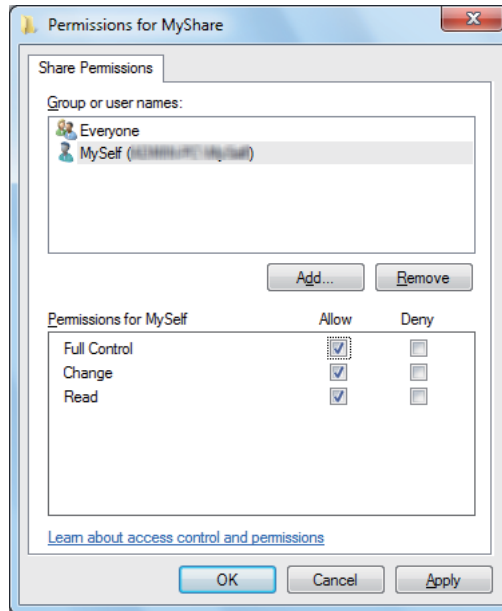 Permissions for MyShare
Share Permissions
Group or user names:
Everyone
MySelf ()
Add... Remove
Permissions for MySelf Allow Deny
Full Control
Change
Read
Learn about access control and permissions
OK Cancel Apply